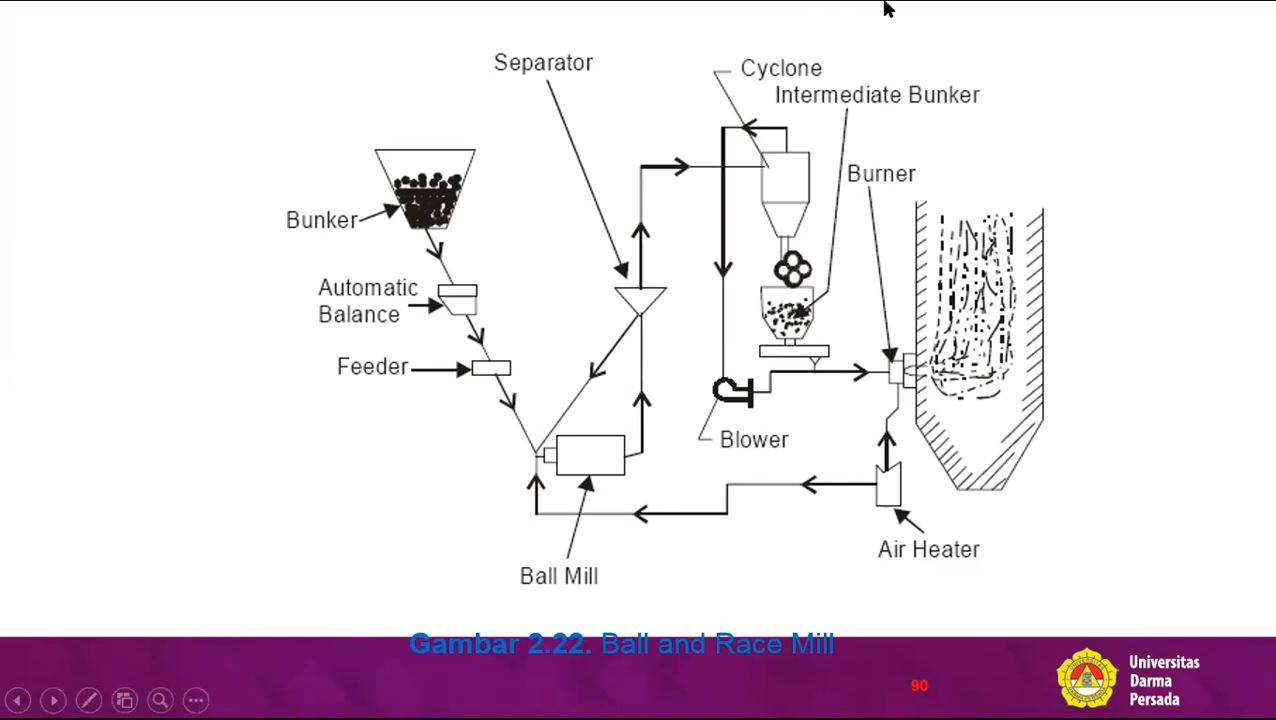 Separator
Cyclone
Intermediate Bunker
Burner
Bunker
Automatic
Balance
Feeder
Blower
Air Heater
Ball Mill
Gambar 2.22. Ball and Race Mill
90
Universitas
Darma
Persada